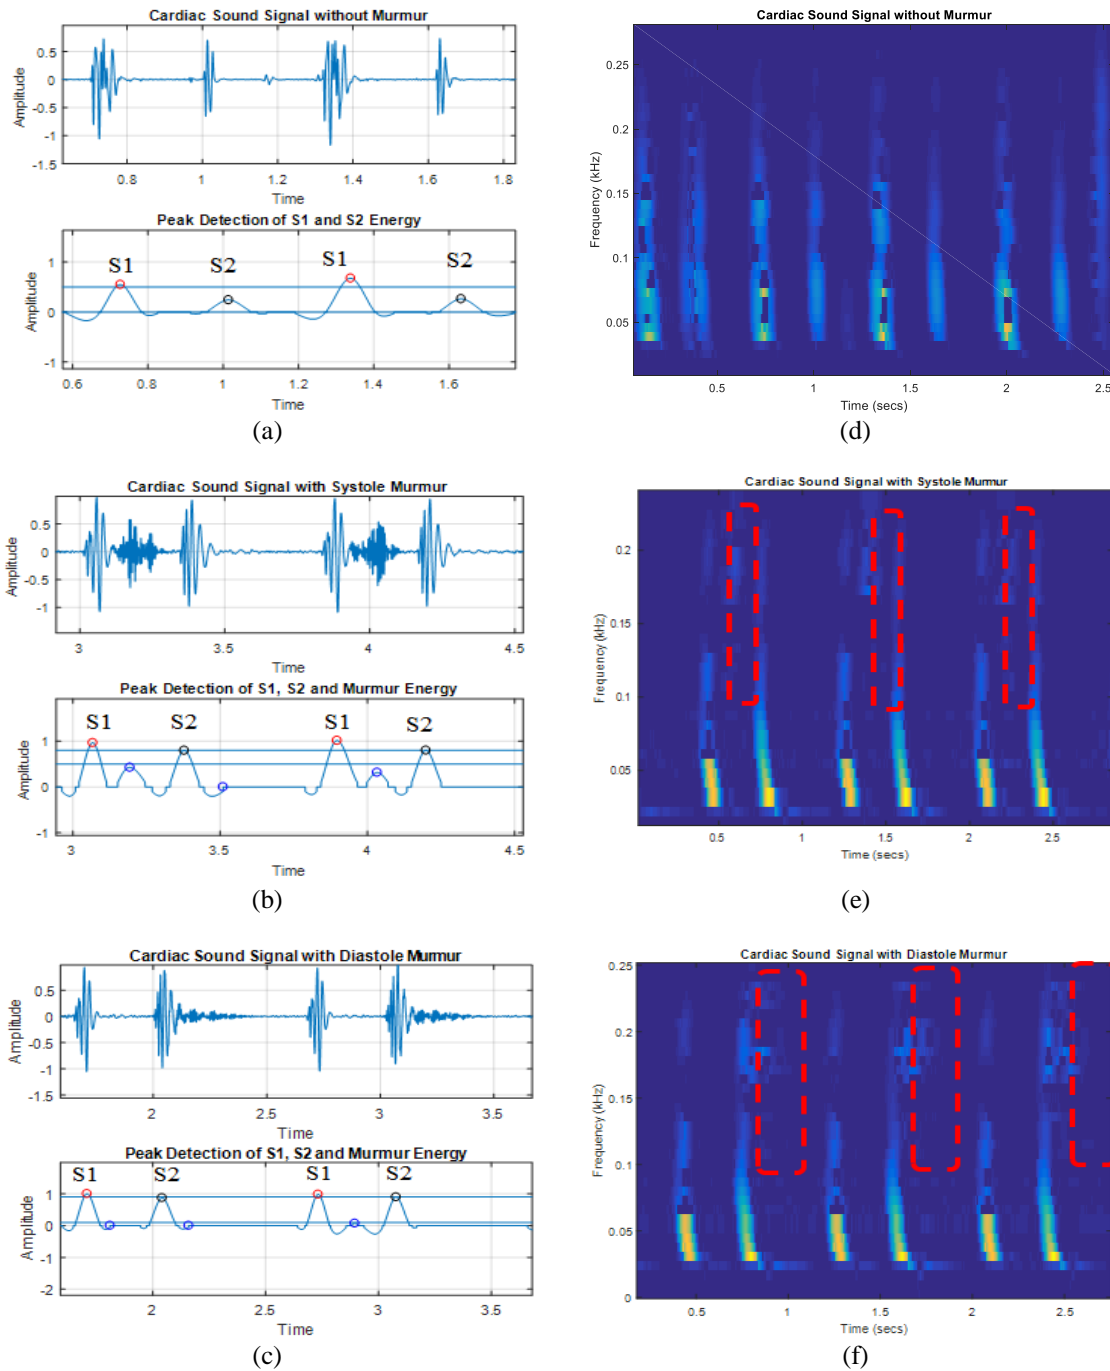 Cardiac Sound Signal without Murmur
0.5
0
-0.5
-1
-1.5
Amplitude
0.8
1
1.2
1.4
1.6
1.8
Time
Peak Detection of S1 and S2 Energy
S1
S2
S1
S2
1
0
-1
Amplitude
0.6
0.8
1
1.2
1.4
1.6
Time
(a)
Cardiac Sound Signal without Murmur
0.25
0.2
0.15
0.1
0.05
Frequency (kHz)
0.5
1
1.5
2
2.5
Time (secs)
(d)
Cardiac Sound Signal with Systole Murmur
0.5
0
-0.5
-1
Amplitude
3
3.5
4
4.5
Time
Peak Detection of S1, S2 and Murmur Energy
S1
S2
S1
S2
1
0
-1
Amplitude
3
3.5
4
4.5
Time
(b)
Cardiac Sound Signal with Systole Murmur
0.2
0.15
0.1
0.05
Frequency (kHz)
0.5
1
1.5
2
2.5
Time (secs)
(e)
Cardiac Sound Signal with Diastole Murmur
0.5
0
-0.5
-1
-1.5
Amplitude
2
2.5
3
3.5
Time
Peak Detection of S1, S2 and Murmur Energy
S1
S2
S1
S2
1
0
-1
-2
Amplitude
2
2.5
3
3.5
Time
(c)
Cardiac Sound Signal with Diastole Murmur
0.25
0.2
0.15
0.1
0.05
0
Frequency (kHz)
0.5
1
1.5
2
2.5
Time (secs)
(f)